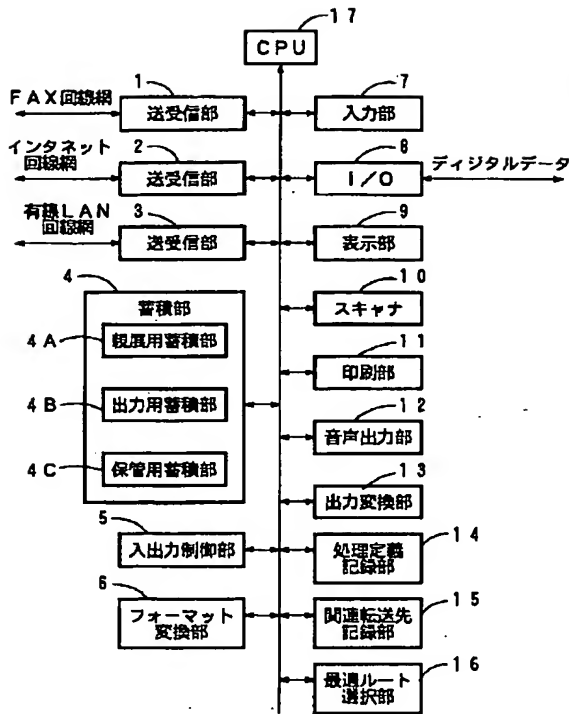 17
CPU
1
FAX回線網
送受信部
7
入力部
2
インタネット
回線網
送受信部
8
I/O
ディジタルデータ
3
有線LAN
回線網
送受信部
9
表示部
4
蓄積部
4A
親展用蓄積部
4B
出力用蓄積部
4C
保管用蓄積部
10
スキャナ
11
印刷部
12
音声出力部
13
出力変換部
5
入出力制御部
14
処理定義
記録部
6
フォーマット
変換部
15
関連転送先
記録部
16
最適ルート
選択部